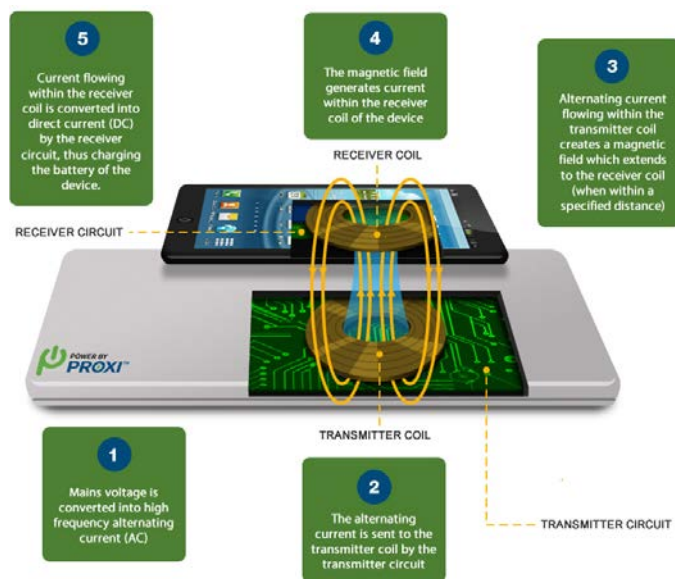 5
Current flowing
within the receiver
coil is converted into
direct current (DC)
by the receiver
circuit, thus charging
the battery of the
device.
4
The magnetic field
generates current
within the receiver
coil of the device
3
Alternating current
flowing within the
transmitter coil
creates a magnetic
field which extends
to the receiver coil
(when within
a specified distance)
RECEIVER COIL
RECEIVER CIRCUIT
POWER BY
PROXI™
TRANSMITTER COIL
1
Mains voltage is
converted into high
frequency alternating
current (AC)
2
The alternating
current is sent to the
transmitter coil by the
transmitter circuit
TRANSMITTER CIRCUIT